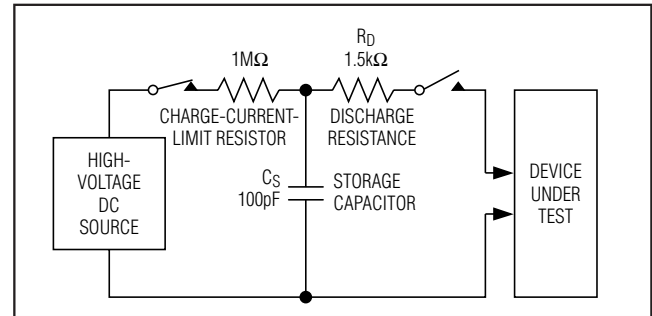 R_D
1MΩ
1.5kΩ
CHARGE-CURRENT-
LIMIT RESISTOR
DISCHARGE
RESISTANCE
HIGH-
VOLTAGE
DC
SOURCE
C_S
100pF
STORAGE
CAPACITOR
DEVICE
UNDER
TEST